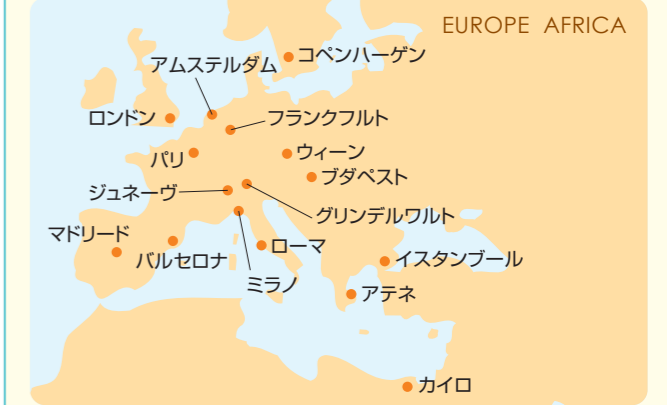 EUROPE AFRICA
コペンハーゲン
アムステルダム
ロンドン
フランクフルト
パリ
ウィーン
ブダペスト
ジュネーヴ
グリンデルワルト
マドリード
バルセロナ
ローマ
イスタンブール
ミラノ
アテネ
カイロ